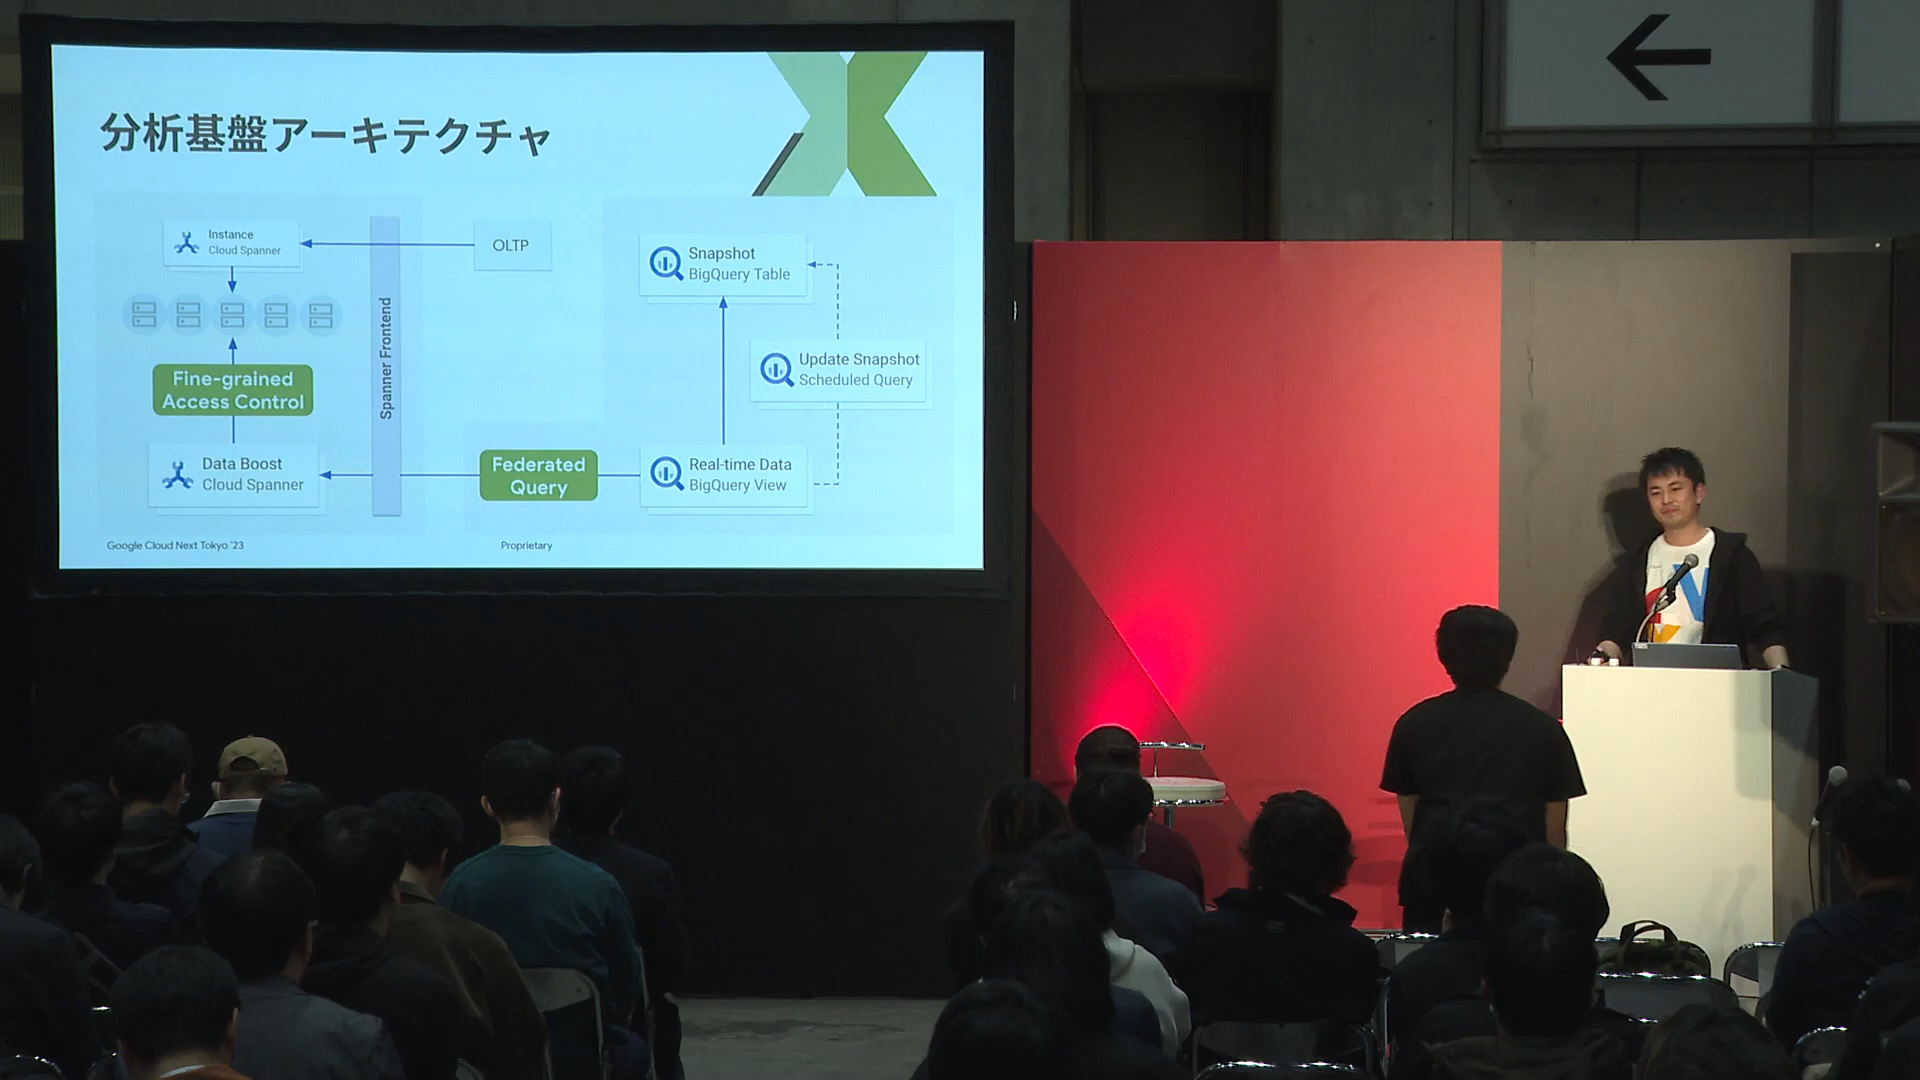 分析基盤アーキテクチャ
Instance
Cloud Spanner
OLTP
Snapshot
BigQuery Table
Spanner Frontend
Update Snapshot
Scheduled Query
Fine-grained
Access Control
Data Boost
Cloud Spanner
Federated
Query
Real-time Data
BigQuery View
Google Cloud Next Tokyo '23
Proprietary